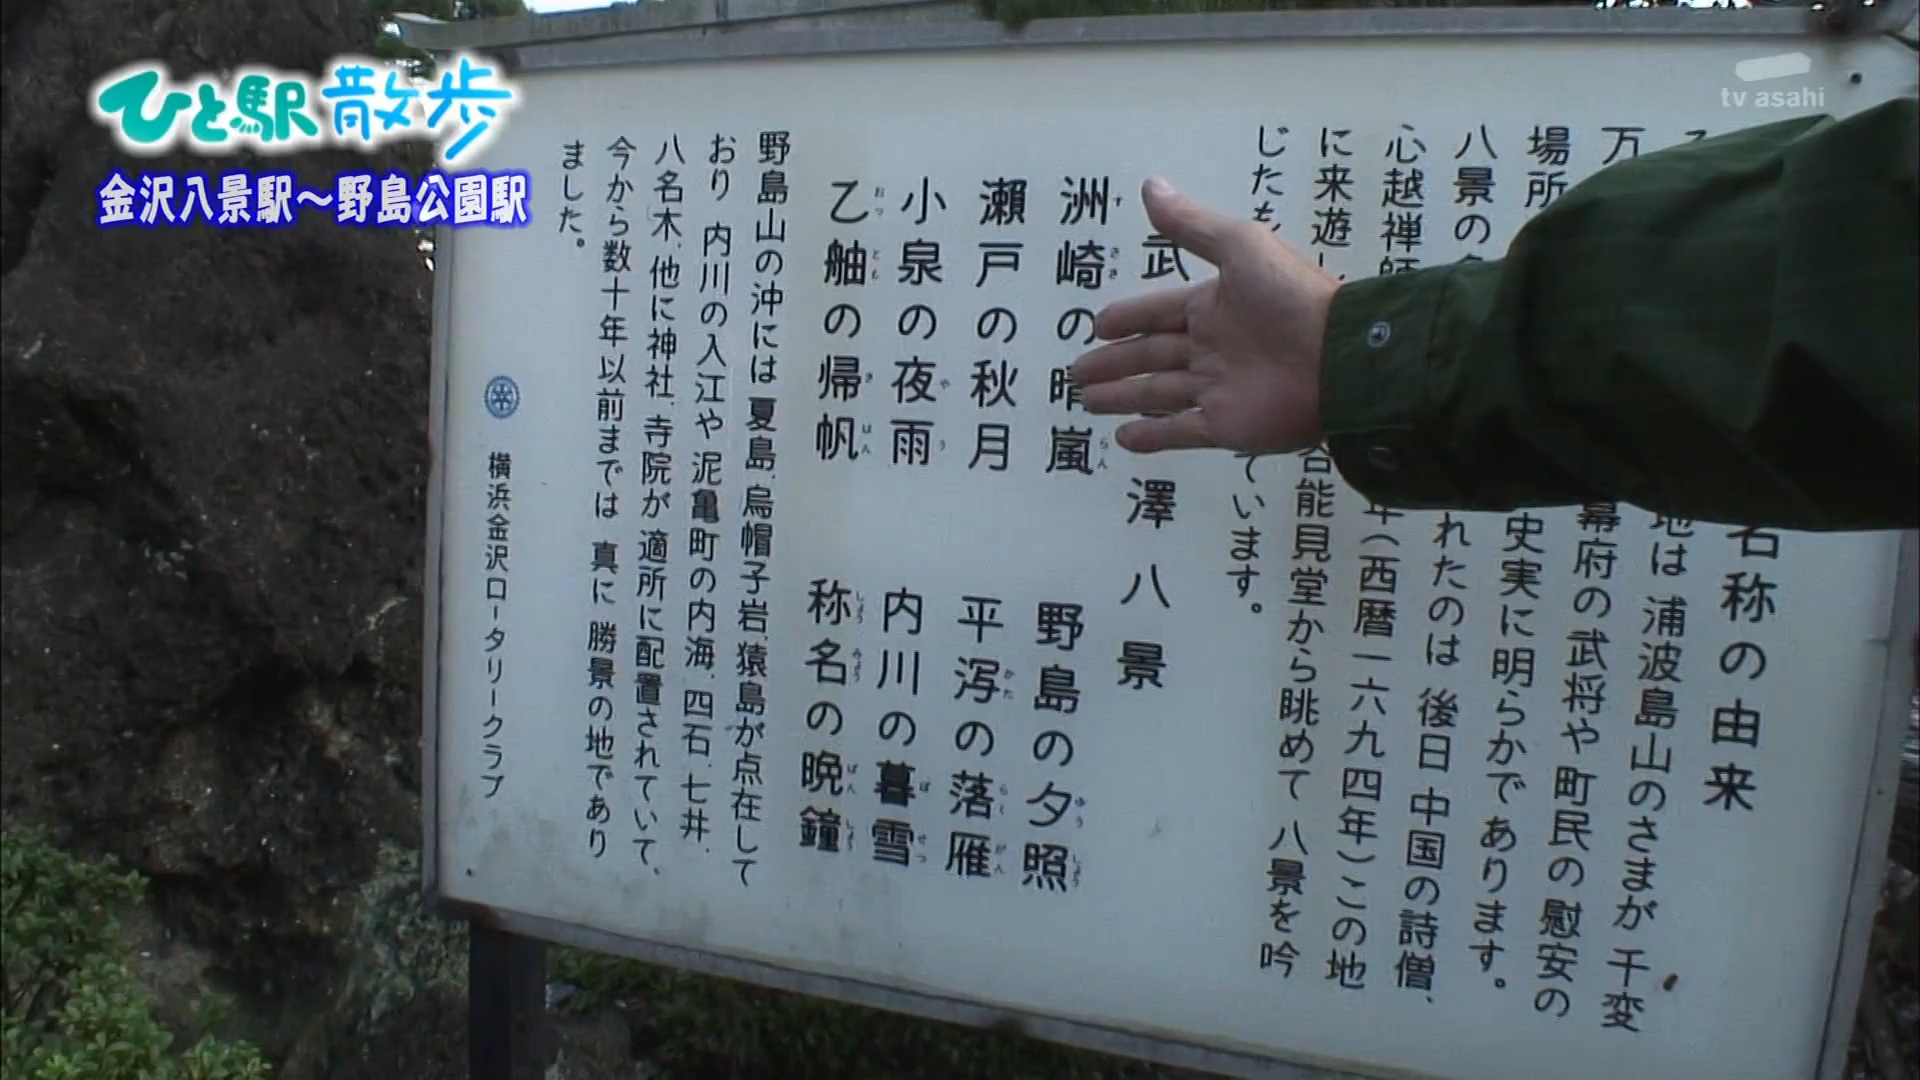 ひと駅散歩
金沢八景駅～野島公園駅
tv asahi
名称の由来
地は 浦波島山のさまが 千変
万
幕府の武将や 町民の慰安の
場所
史実に明らかであります。
八景の
れたのは 後日 中国の詩僧、
心越禅師
年(西暦一六九四年)この地
に来遊し
能見堂から眺めて 八景を吟
じたも
ています。
武
澤八景
洲崎の晴嵐
野島の夕照
瀬戸の秋月
平泻の落雁
小泉の夜雨
内川の暮雪
乙舳の帰帆
称名の晩鐘
野島山の沖には 夏島、烏帽子岩、猿島が点在して
おり 内川の入江や泥亀町の内海、四石、七井、
八名木、他に神社、寺院が 適所に配置されていて、
今から数十年以前までは 真に 勝景の地であり
ました。
横浜金沢ロータリークラブ